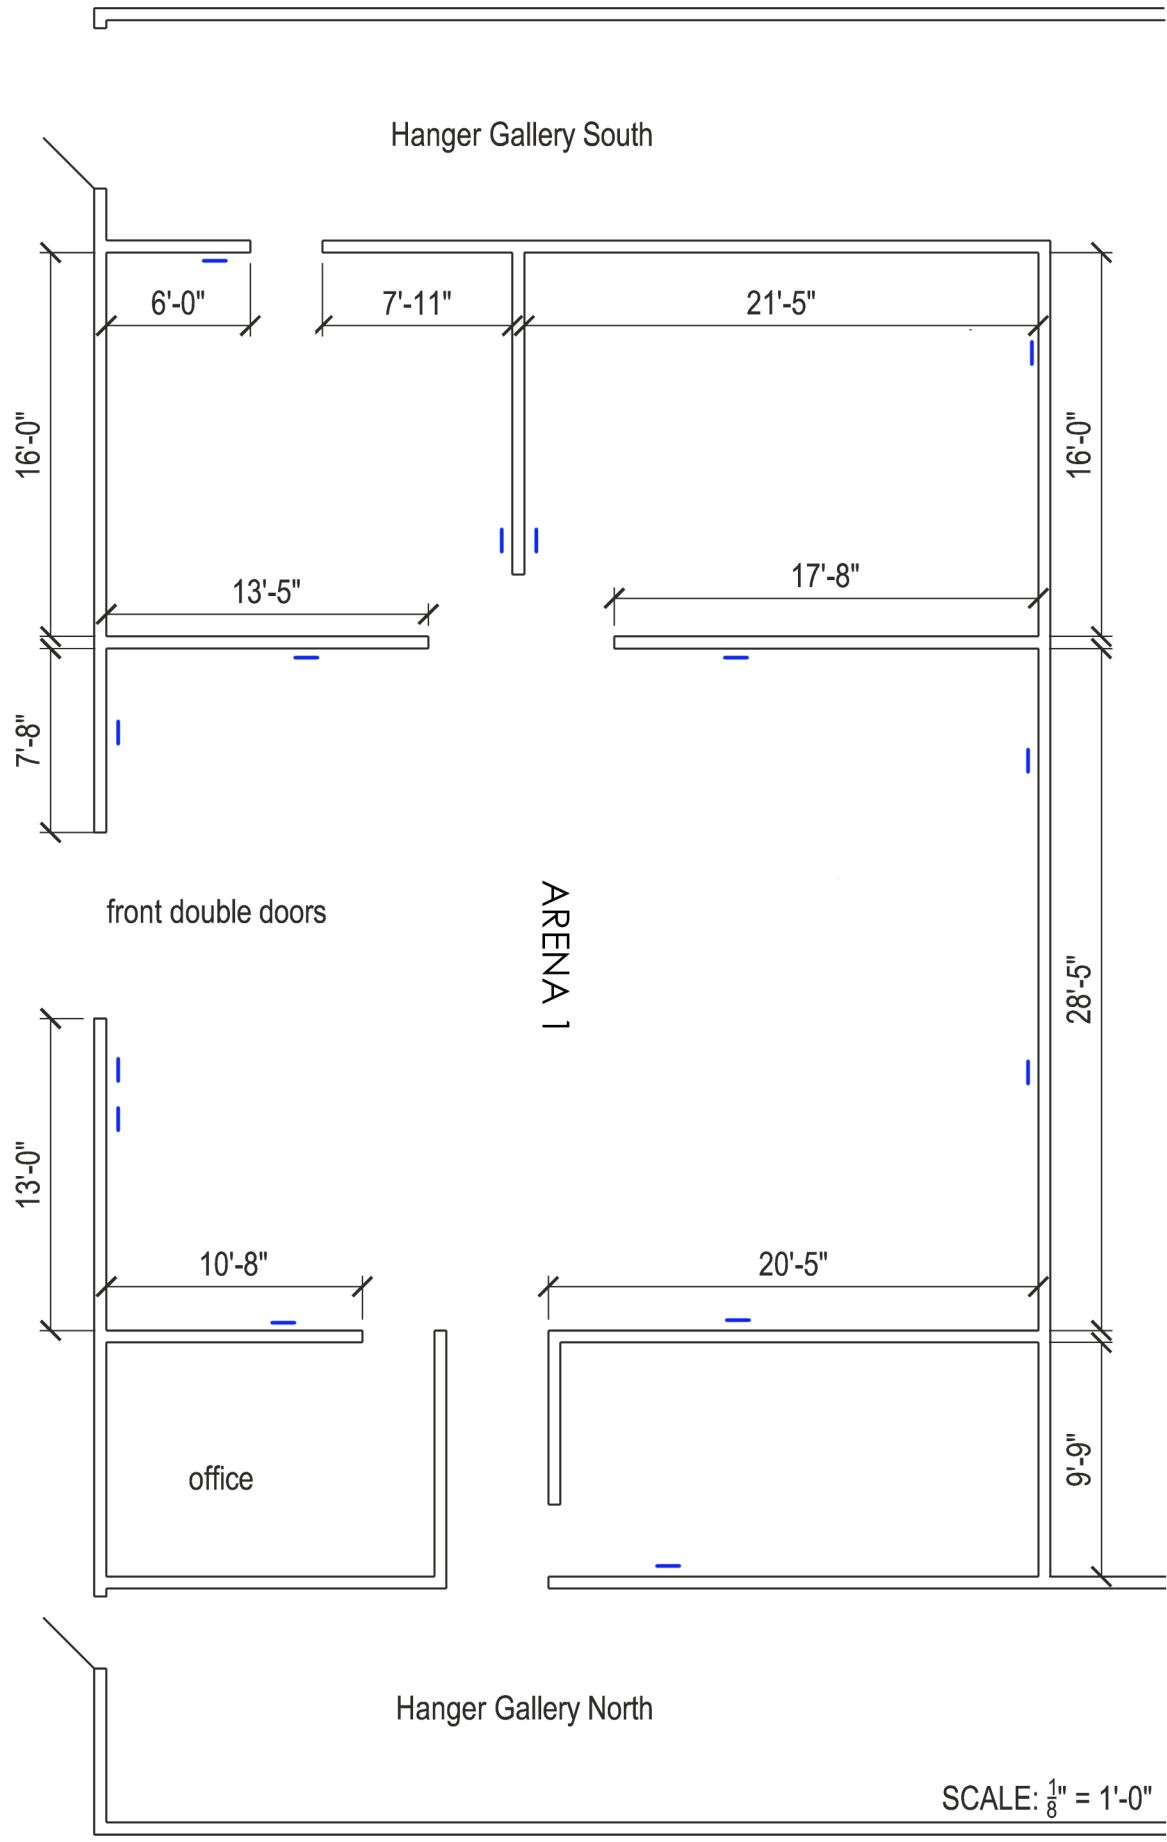 Hanger Gallery South
6'-0"
7'-11"
21'-5"
16'-0"
16'-0"
17'-8"
13'-5"
7'-8"
front double doors
ARENA 1
28'-5"
13'-0"
10'-8"
20'-5"
9'-9"
office
Hanger Gallery North
SCALE: 1/8" = 1'-0"